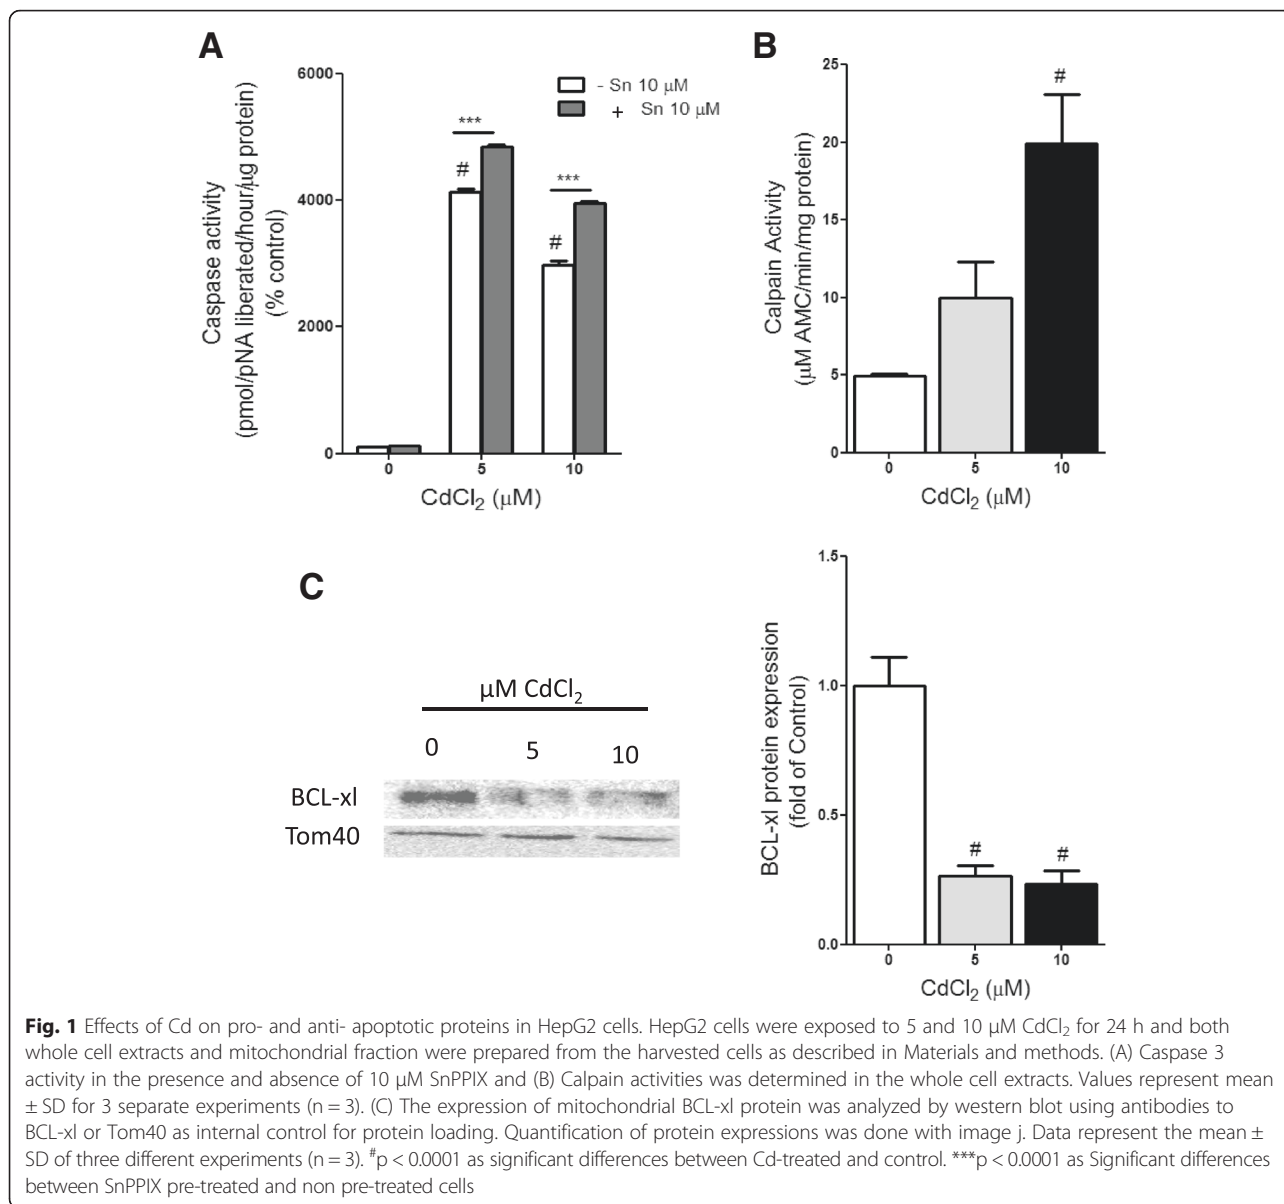 A
6000
4000
2000
0
Caspase activity
(pmol/pNA liberated/hour/µg protein)
(% control)
- Sn 10 µM
+ Sn 10 µM
***
***
#
#
0 5 10
CdCl2 (µM)
B
25
20
15
10
5
0
Calpain Activity
(µM AMC/min/mg protein)
#
0 5 10
CdCl2 (µM)
C
µM CdCl2
0 5 10
BCL-xl
Tom40
1.5
1.0
0.5
0.0
BCL-xl protein expression
(fold of Control)
# #
0 5 10
CdCl2 (µM)
Fig. 1 Effects of Cd on pro- and anti- apoptotic proteins in HepG2 cells. HepG2 cells were exposed to 5 and 10 µM CdCl2 for 24 h and both
whole cell extracts and mitochondrial fraction were prepared from the harvested cells as described in Materials and methods. (A) Caspase 3
activity in the presence and absence of 10 µM SnPPIX and (B) Calpain activities was determined in the whole cell extracts. Values represent mean
± SD for 3 separate experiments (n = 3). (C) The expression of mitochondrial BCL-xl protein was analyzed by western blot using antibodies to
BCL-xl or Tom40 as internal control for protein loading. Quantification of protein expressions was done with image j. Data represent the mean ±
SD of three different experiments (n = 3). #p < 0.0001 as significant differences between Cd-treated and control. ***p < 0.0001 as Significant differences
between SnPPIX pre-treated and non pre-treated cells